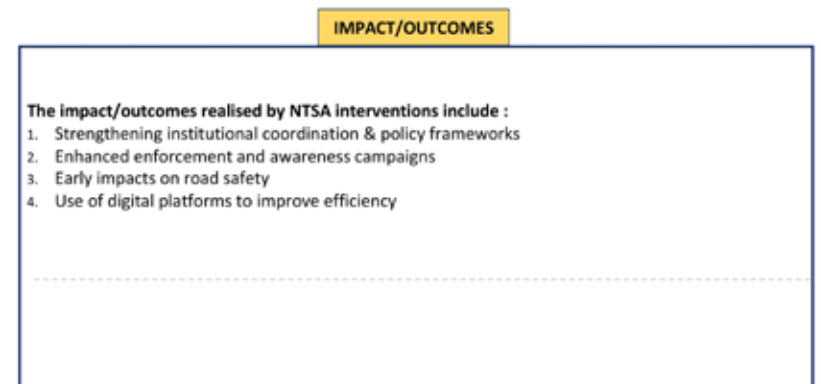 IMPACT/OUTCOMES
The impact/outcomes realised by NTSA interventions include :
1. Strengthening institutional coordination & policy frameworks
2. Enhanced enforcement and awareness campaigns
3. Early impacts on road safety
4. Use of digital platforms to improve efficiency